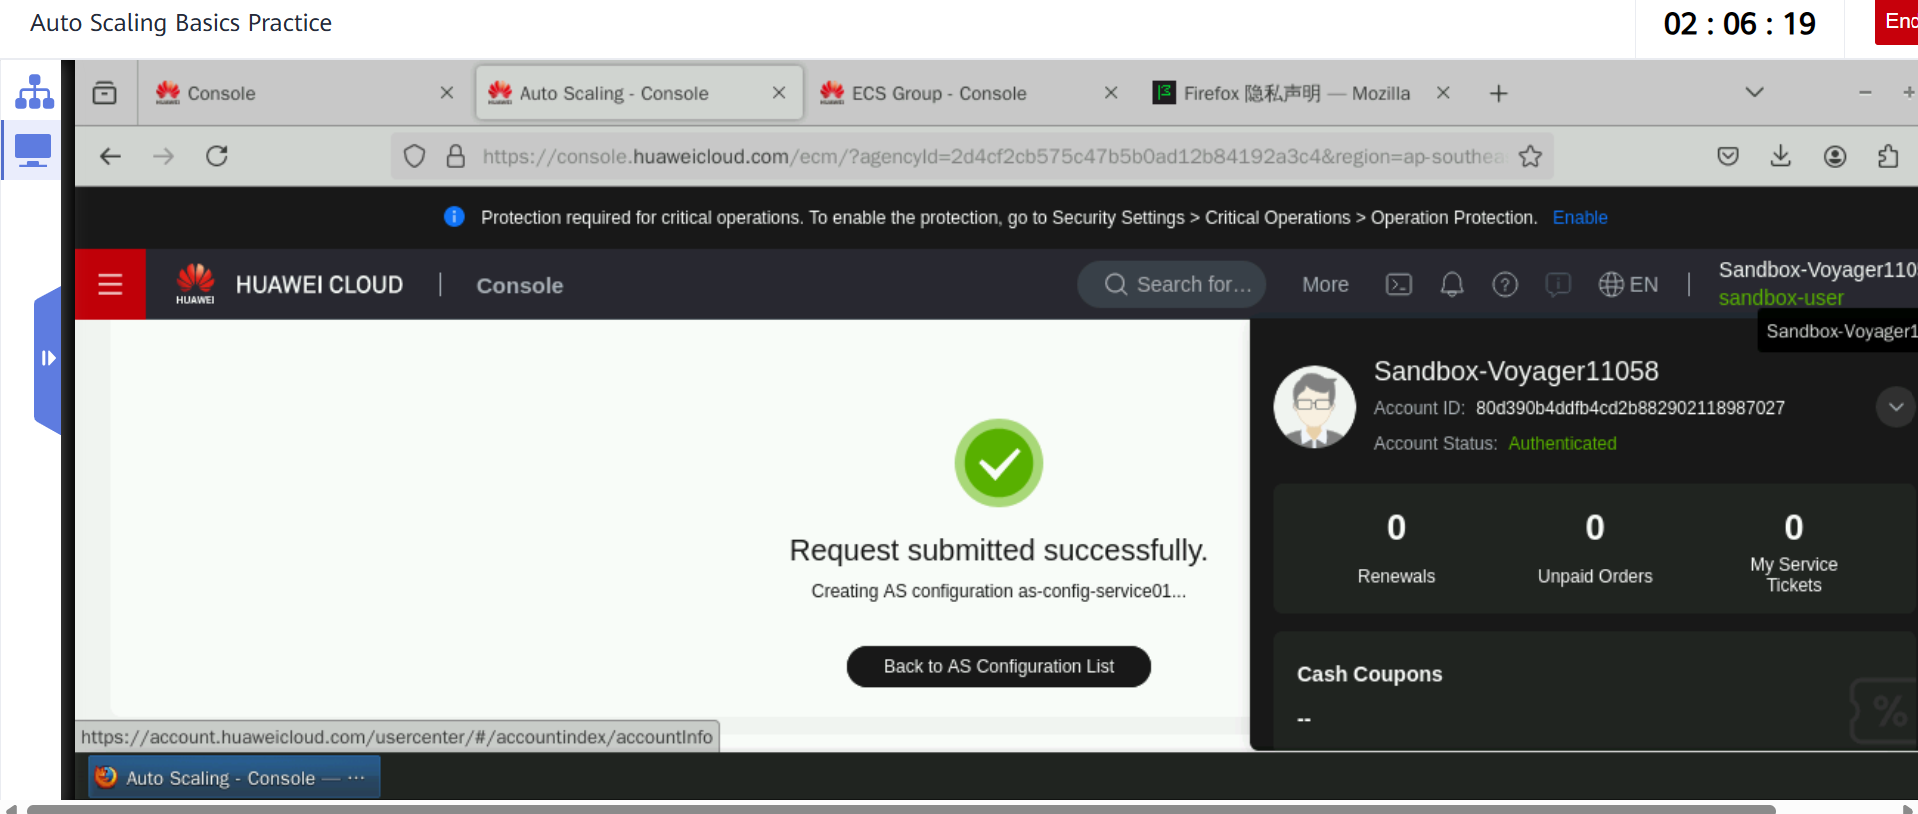 Auto Scaling Basics Practice
02 : 06 : 19
Console
Auto Scaling - Console
ECS Group - Console
Firefox 隐私声明 — Mozilla
https://console.huaweicloud.com/ecm/?agencyId=2d4cf2cb575c47b5b0ad12b84192a3c4&region=ap-southea
Protection required for critical operations. To enable the protection, go to Security Settings > Critical Operations > Operation Protection. Enable
HUAWEI
HUAWEI CLOUD
Console
Search for...
More
EN
Sandbox-Voyager110
sandbox-user
Sandbox-Voyager1
Sandbox-Voyager11058
Account ID: 80d390b4ddfb4cd2b882902118987027
Account Status: Authenticated
0
Renewals
0
Unpaid Orders
0
My Service
Tickets
Request submitted successfully.
Creating AS configuration as-config-service01...
Back to AS Configuration List
Cash Coupons
--
%
https://account.huaweicloud.com/usercenter/#/accountindex/accountInfo
Auto Scaling - Console — ...